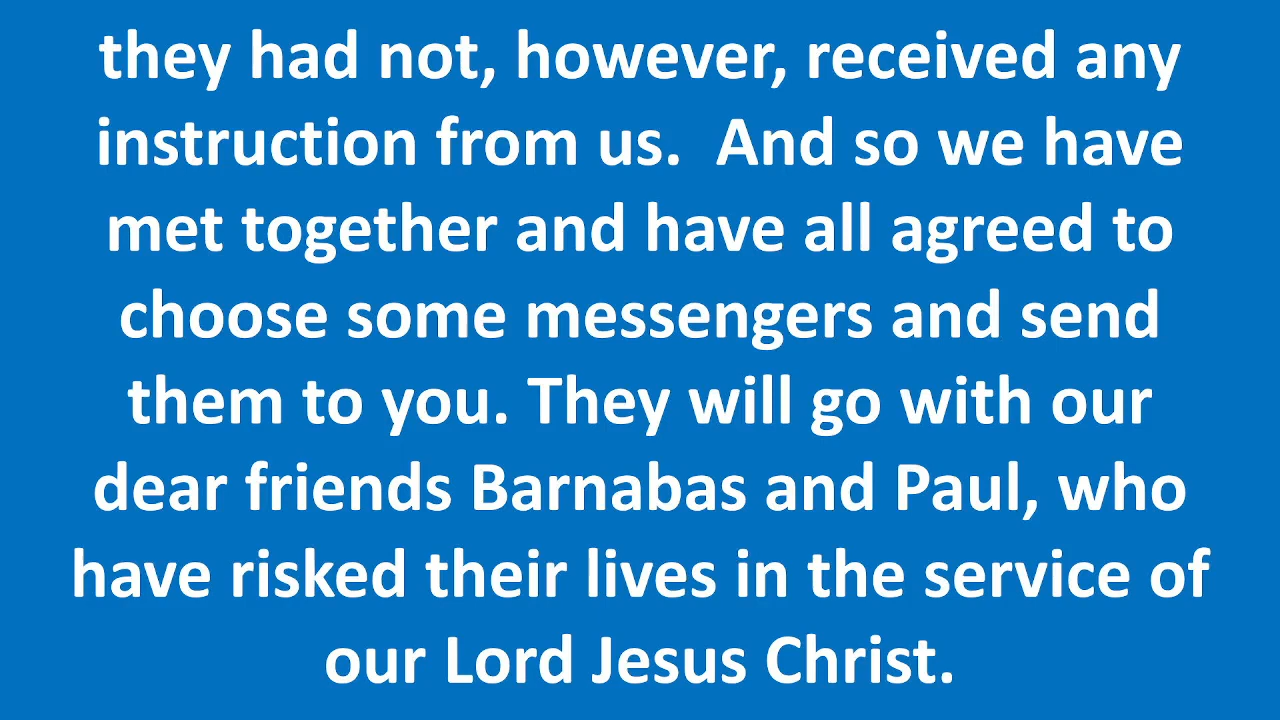 they had not, however, received any
instruction from us.  And so we have
met together and have all agreed to
choose some messengers and send
them to you. They will go with our
dear friends Barnabas and Paul, who
have risked their lives in the service of
our Lord Jesus Christ.